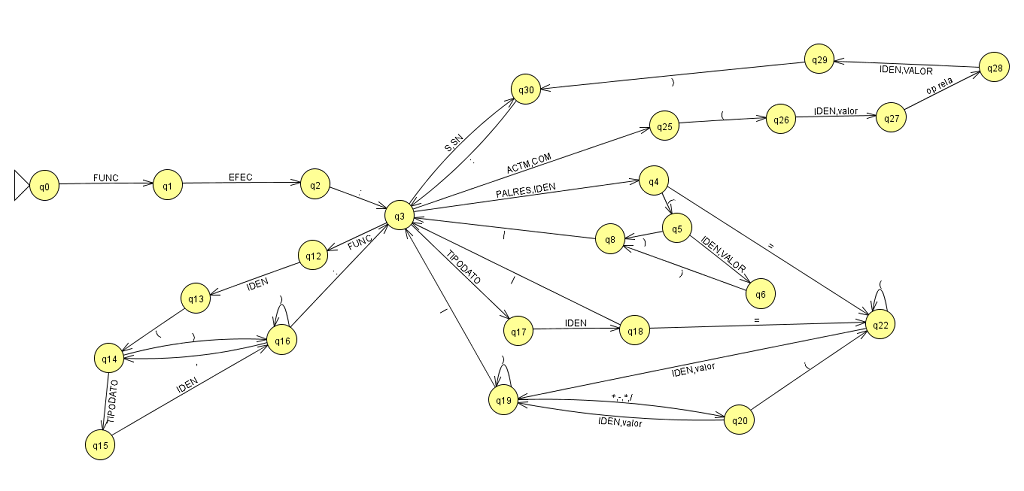 q29
IDEN,VALOR
q28
)
op rela
q30
q25
(
q26
IDEN,valor
q27
S,SN
:
ACTM,COM
q0
FUNC
q1
EFEC
q2
:
q3
PALRES,IDEN
q4
(
q5
=
q8
)
|
IDEN,VALOR
)
q6
FUNC
q12
TIPODATO
|
IDEN
q13
:
(
q22
q17
IDEN
q18
=
)
q16
(
)
q14
,
TIPODATO
IDEN
q15
|
)
q19
+,-,*,/
IDEN,valor
(
q20
IDEN,valor